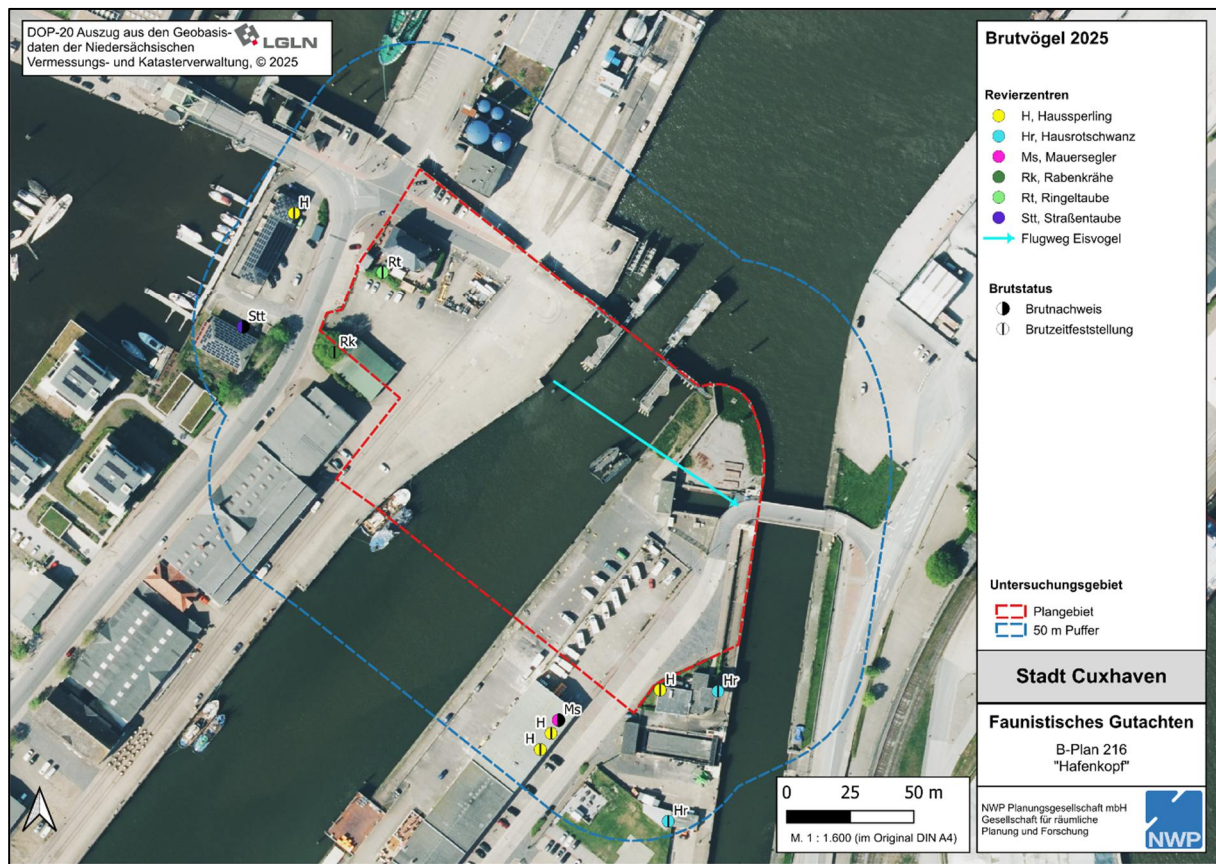 DOP-20 Auszug aus den Geobasis-
daten der Niedersächsischen
Vermessungs- und Katasterverwaltung, © 2025
LGLN
H
Rt
Stt
Rk
H
Hr
Ms
H
H
Hr
0 25 50 m
M. 1 : 1.600 (im Original DIN A4)
Brutvögel 2025
Revierzentren
H, Haussperling
Hr, Hausrotschwanz
Ms, Mauersegler
Rk, Rabenkrähe
Rt, Ringeltaube
Stt, Straßentaube
Flugweg Eisvogel
Brutstatus
Brutnachweis
Brutzeitfeststellung
Untersuchungsgebiet
Plangebiet
50 m Puffer
Stadt Cuxhaven
Faunistisches Gutachten
B-Plan 216
"Hafenkopf"
NWP Planungsgesellschaft mbH
Gesellschaft für räumliche
Planung und Forschung
NWP